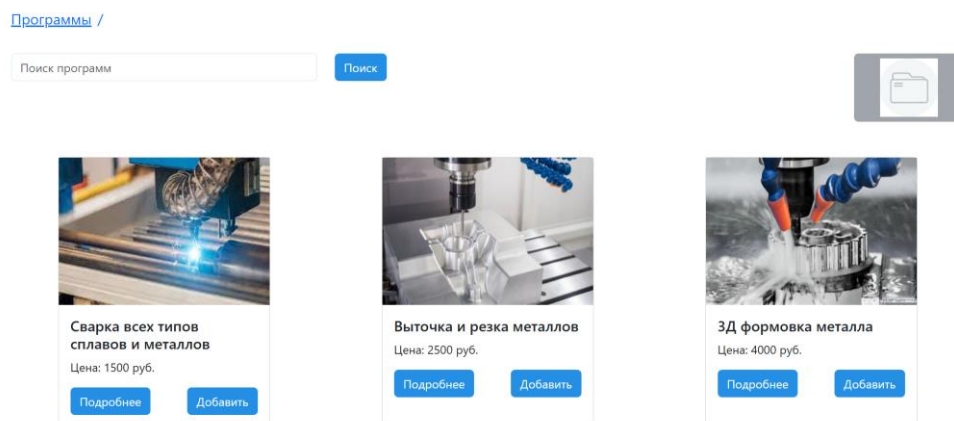 Программы /
Поиск программ
Поиск
Сварка всех типов
сплавов и металлов
Цена: 1500 руб.
Подробнее
Добавить
Выточка и резка металлов
Цена: 2500 руб.
Подробнее
Добавить
3Д формовка металла
Цена: 4000 руб.
Подробнее
Добавить